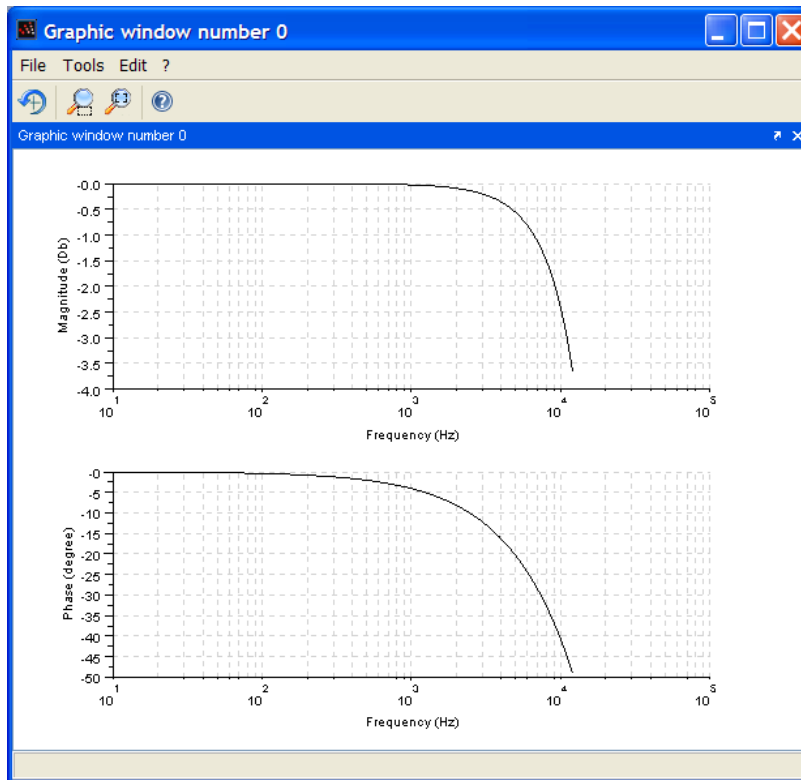 Graphic window number 0
File Tools Edit ?
Graphic window number 0
-0.0
-0.5
-1.0
-1.5
-2.0
-2.5
-3.0
-3.5
-4.0
Magnitude (Db)
10^1 10^2 10^3 10^4 10^5
Frequency (Hz)
-0
-5
-10
-15
-20
-25
-30
-35
-40
-45
-50
Phase (degree)
10^1 10^2 10^3 10^4 10^5
Frequency (Hz)